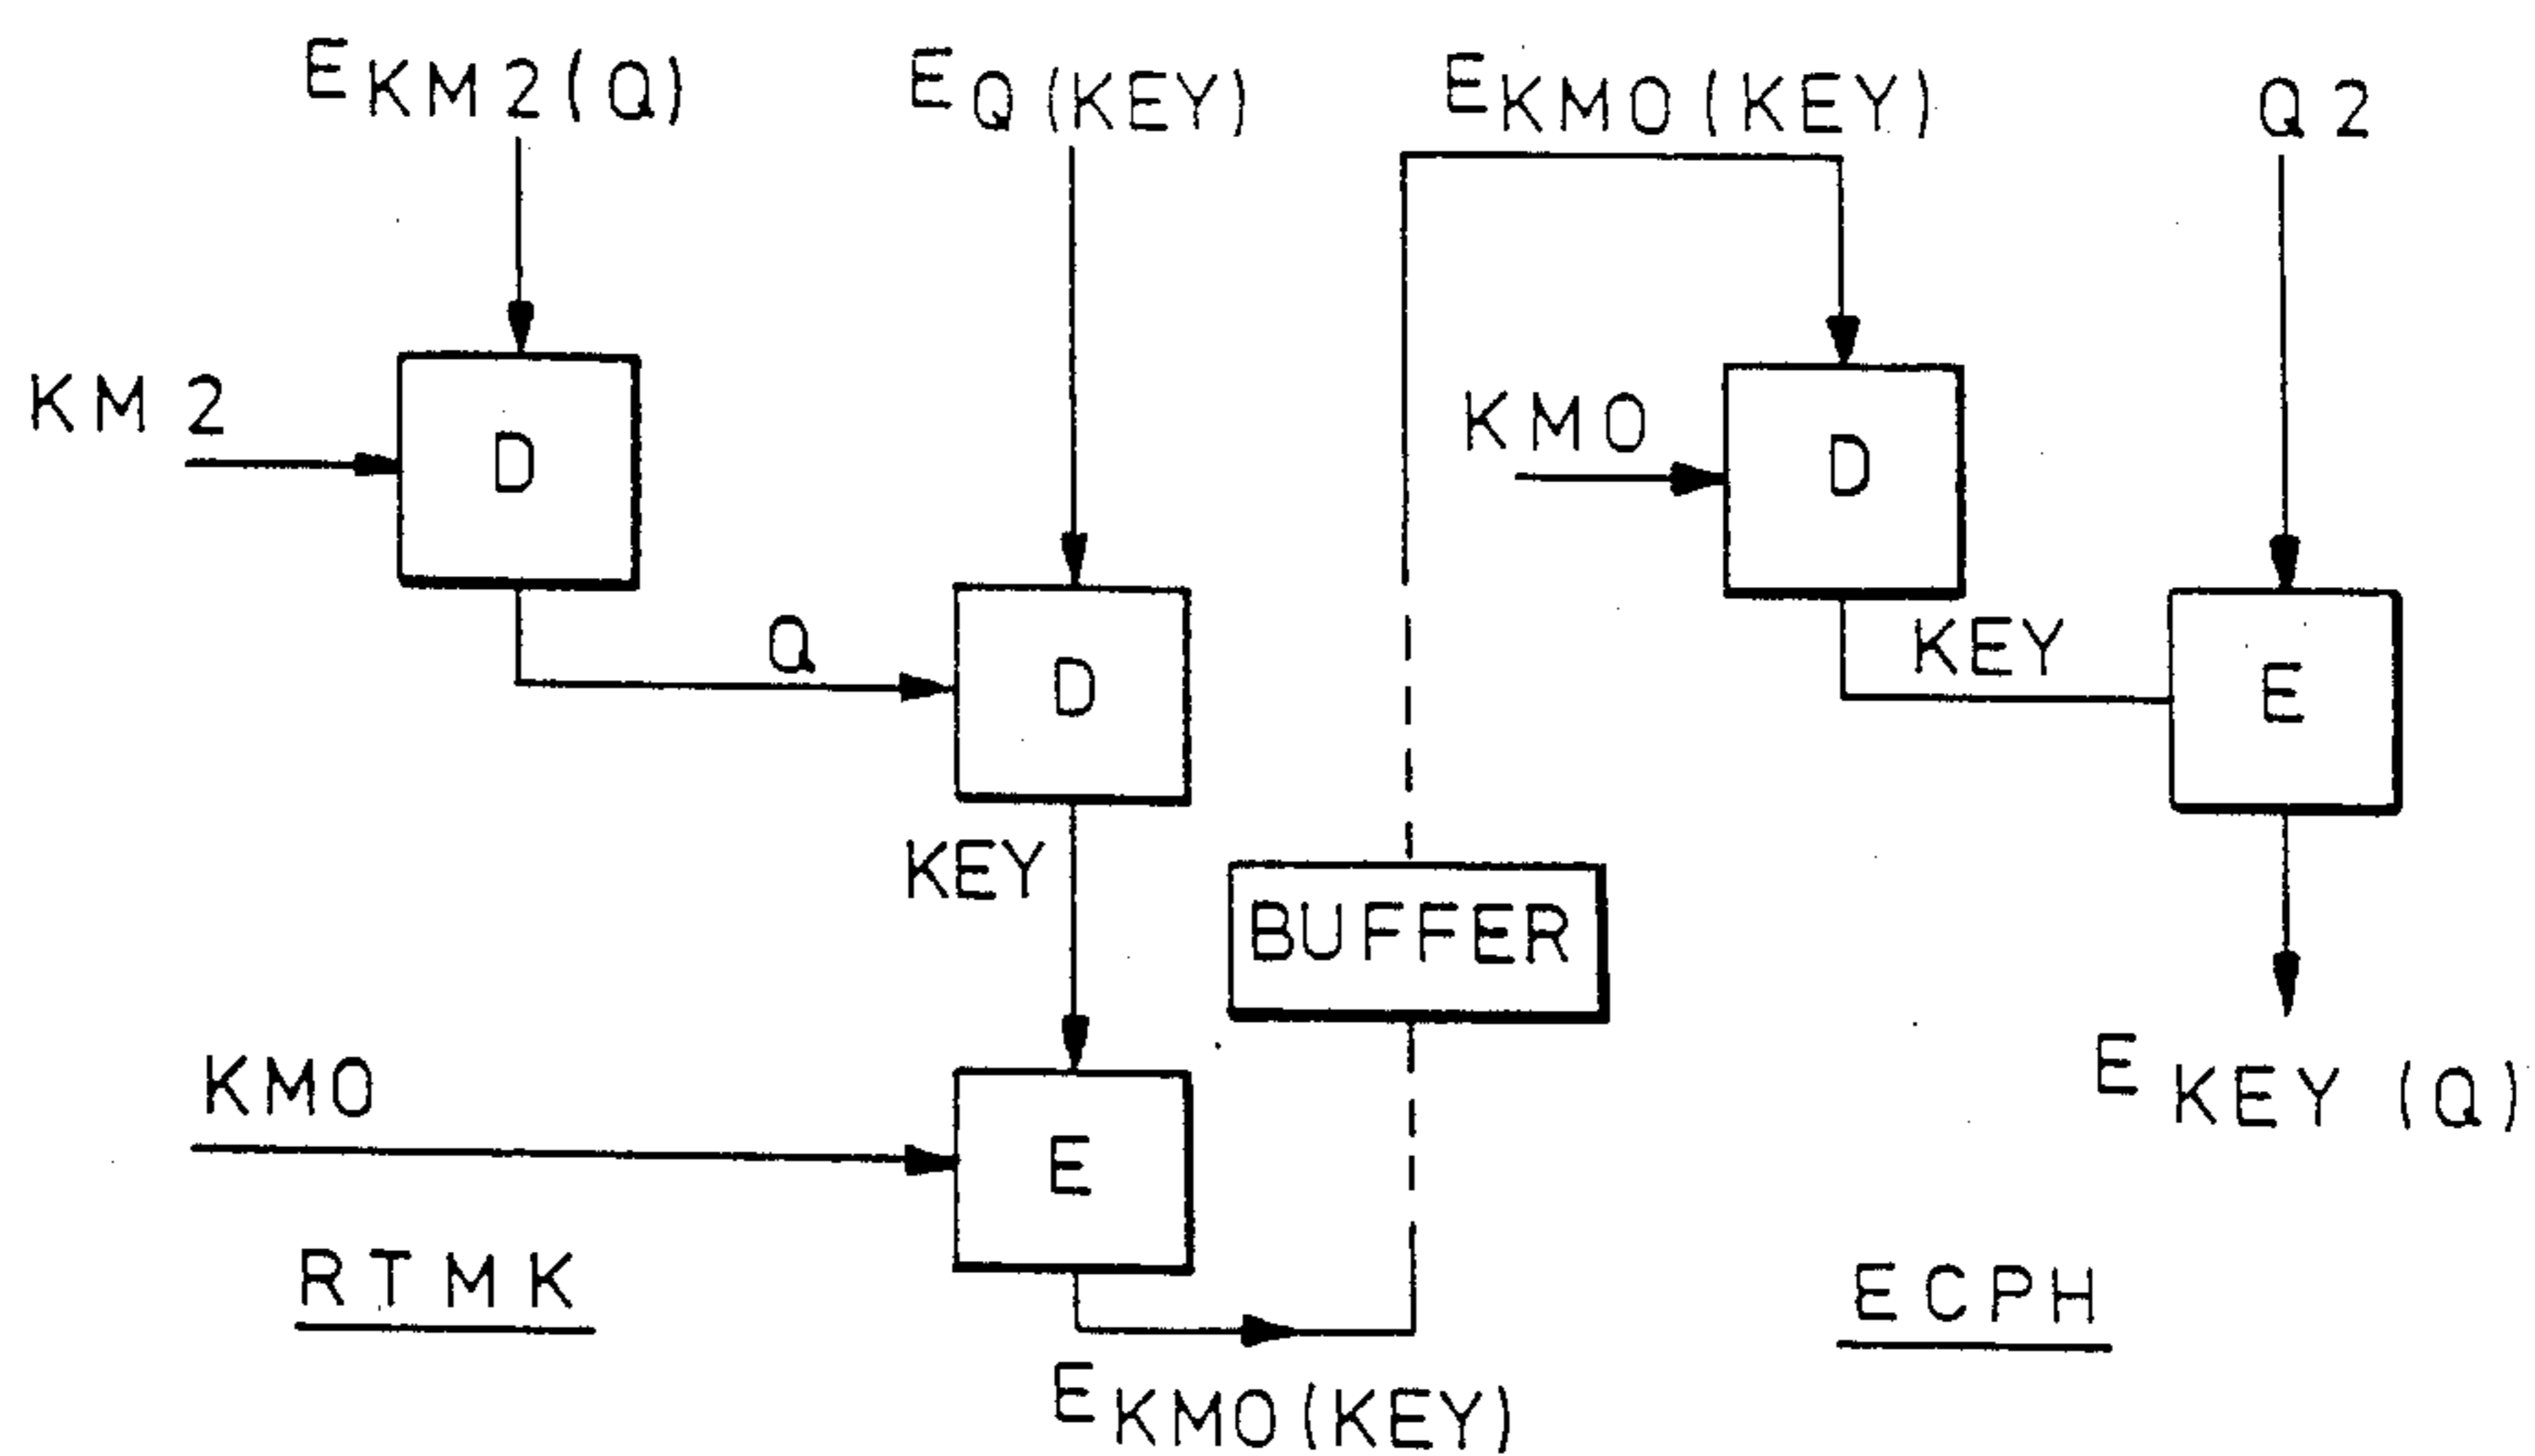 EKM2(Q)
EQ(KEY)
EKM0(KEY)
Q2
KM2
D
KM0
D
Q
D
KEY
E
KEY
BUFFER
KM0
E
EKEY(Q)
RTMK
ECPH
EKM0(KEY)